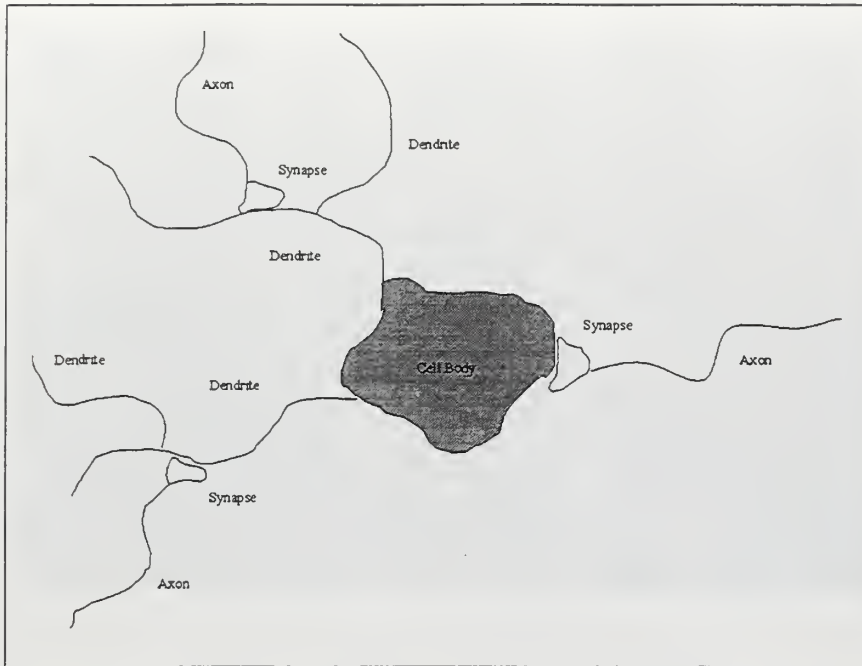 Axon
Dendrite
Synapse
Dendrite
Synapse
Cell Body
Axon
Dendrite
Dendrite
Synapse
Axon